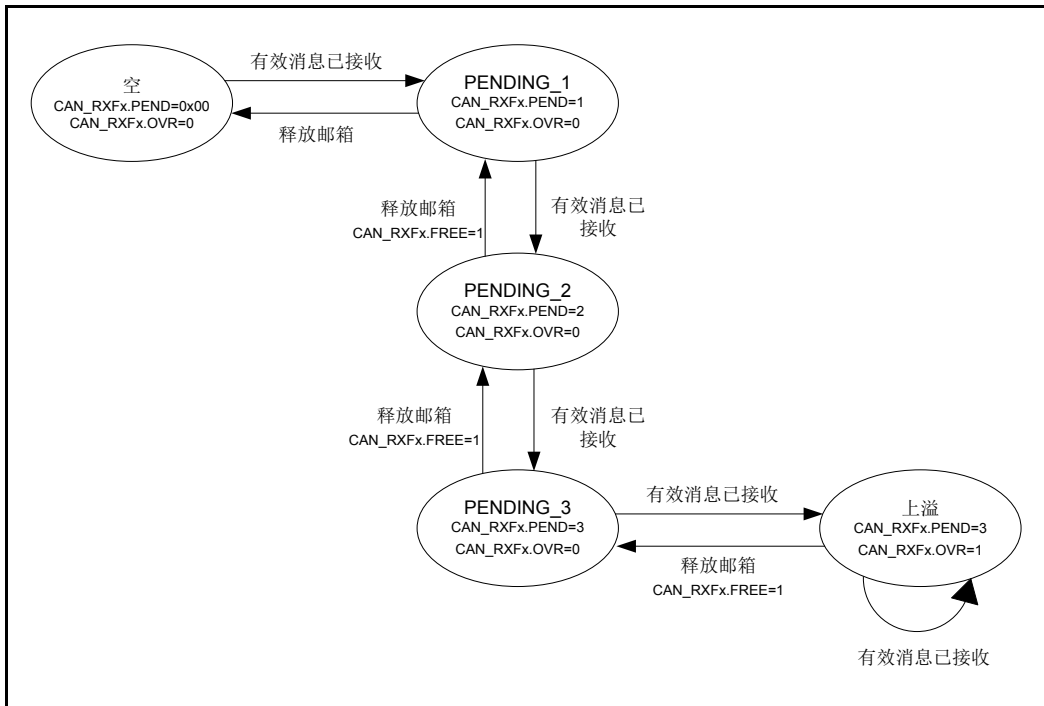 有效消息已接收
空
CAN_RXFx.PEND=0x00
CAN_RXFx.OVR=0
PENDING_1
CAN_RXFx.PEND=1
CAN_RXFx.OVR=0
释放邮箱
释放邮箱
CAN_RXFx.FREE=1
有效消息已
接收
PENDING_2
CAN_RXFx.PEND=2
CAN_RXFx.OVR=0
释放邮箱
CAN_RXFx.FREE=1
有效消息已
接收
PENDING_3
CAN_RXFx.PEND=3
CAN_RXFx.OVR=0
有效消息已接收
上溢
CAN_RXFx.PEND=3
CAN_RXFx.OVR=1
释放邮箱
CAN_RXFx.FREE=1
有效消息已接收